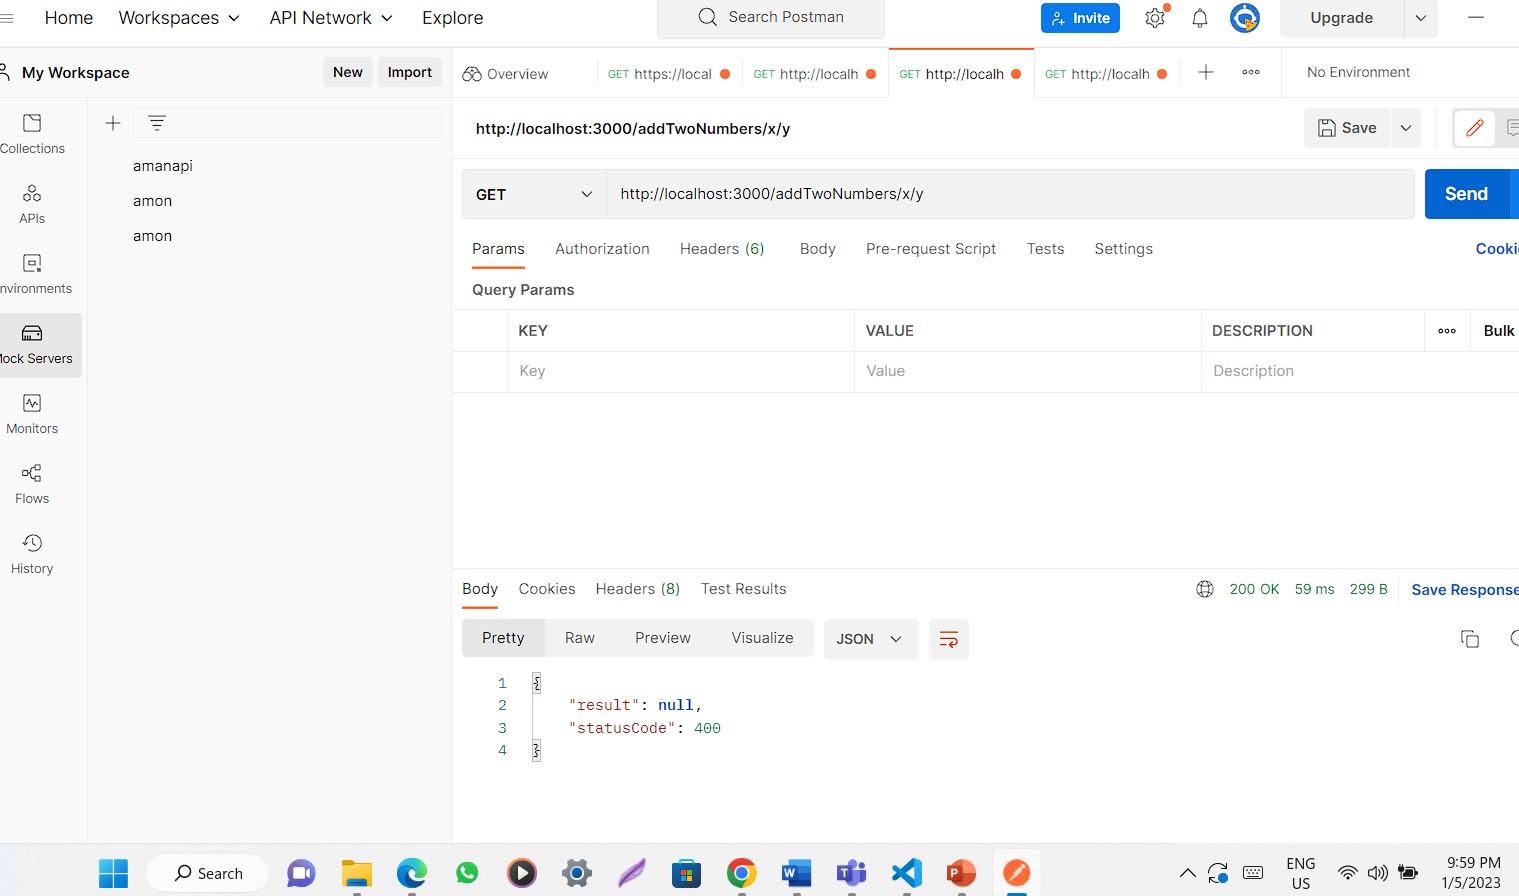 Home Workspaces API Network Explore Search Postman Invite Upgrade
My Workspace New Import Overview GET https://local GET http://localh GET http://localh GET http://localh No Environment
Collections
APIs
nvironments
Mock Servers
Monitors
Flows
History
amanapi
amon
amon
http://localhost:3000/addTwoNumbers/x/y Save
GET http://localhost:3000/addTwoNumbers/x/y Send
Params Authorization Headers (6) Body Pre-request Script Tests Settings Cooki
Query Params
KEY VALUE DESCRIPTION Bulk
Key Value Description
Body Cookies Headers (8) Test Results 200 OK 59 ms 299 B Save Response
Pretty Raw Preview Visualize JSON
1 {
2 "result": null,
3 "statusCode": 400
4 }
Search ENG 9:59 PM
US 1/5/2023